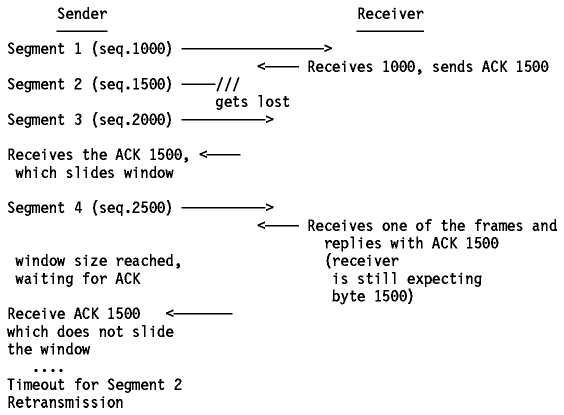 Sender Receiver
Segment 1 (seq.1000)
Receives 1000, sends ACK 1500
Segment 2 (seq.1500) ///
gets lost
Segment 3 (seq.2000)
Receives the ACK 1500,
which slides window
Segment 4 (seq.2500)
Receives one of the frames and
replies with ACK 1500
(receiver
is still expecting
byte 1500)
window size reached,
waiting for ACK
Receive ACK 1500
which does not slide
the window
....
Timeout for Segment 2
Retransmission